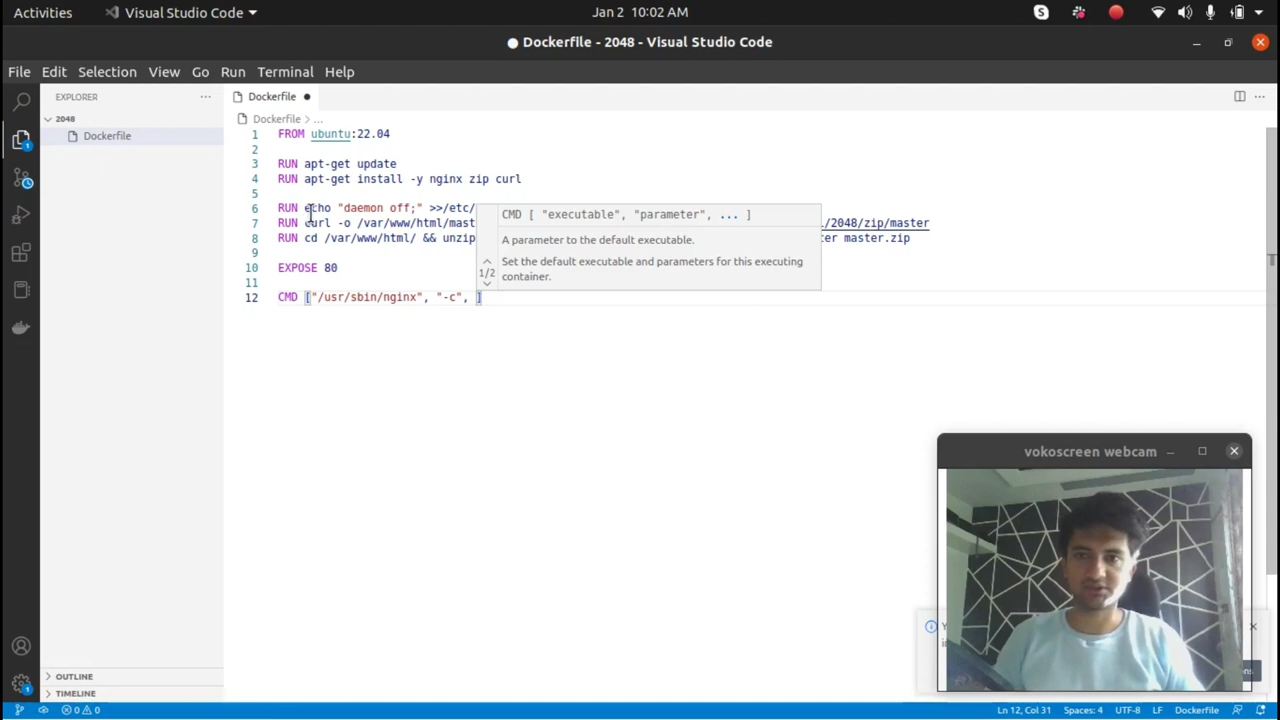 Activities
Visual Studio Code
Jan 2 10:02 AM
Dockerfile - 2048 - Visual Studio Code
File Edit Selection View Go Run Terminal Help
EXPLORER
Dockerfile
2048
Dockerfile > ...
Dockerfile
1 FROM ubuntu:22.04
2
3 RUN apt-get update
4 RUN apt-get install -y nginx zip curl
5
6 RUN echo "daemon off;" >>/etc/
7 RUN curl -o /var/www/html/mast
/2048/zip/master
8 RUN cd /var/www/html/ && unzip
master.zip
9
10 EXPOSE 80
11
12 CMD ["/usr/sbin/nginx", "-c", ]
CMD [ "executable", "parameter", ... ]
A parameter to the default executable.
Set the default executable and parameters for this executing
container.
1/2
vokoscreen webcam
OUTLINE
TIMELINE
0 0
Ln 12, Col 31 Spaces: 4 UTF-8 LF Dockerfile